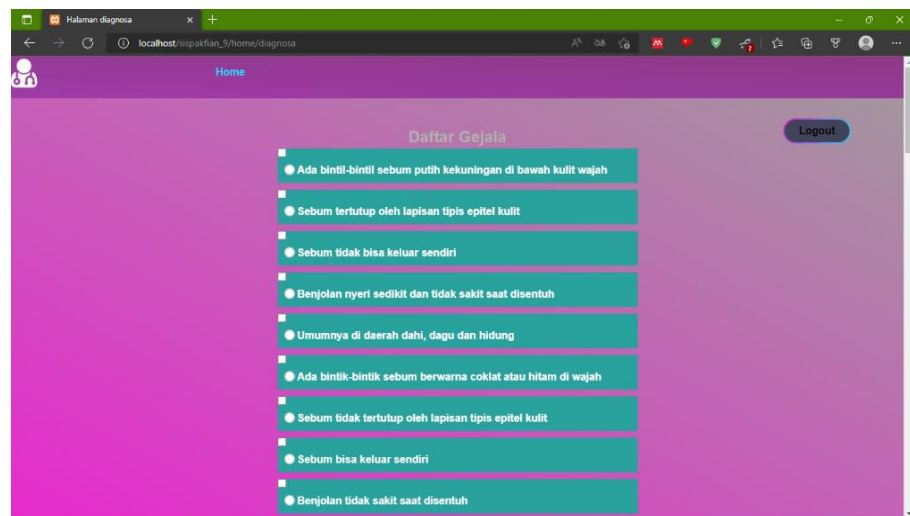 Halaman diagnosa
localhost/sispakfian_9/home/diagnosa
Home
Logout
Daftar Gejala
Ada bintil-bintil sebum putih kekuningan di bawah kulit wajah
Sebum tertutup oleh lapisan tipis epitel kulit
Sebum tidak bisa keluar sendiri
Benjolan nyeri sedikit dan tidak sakit saat disentuh
Umumnya di daerah dahi, dagu dan hidung
Ada bintik-bintik sebum berwarna coklat atau hitam di wajah
Sebum tidak tertutup oleh lapisan tipis epitel kulit
Sebum bisa keluar sendiri
Benjolan tidak sakit saat disentuh